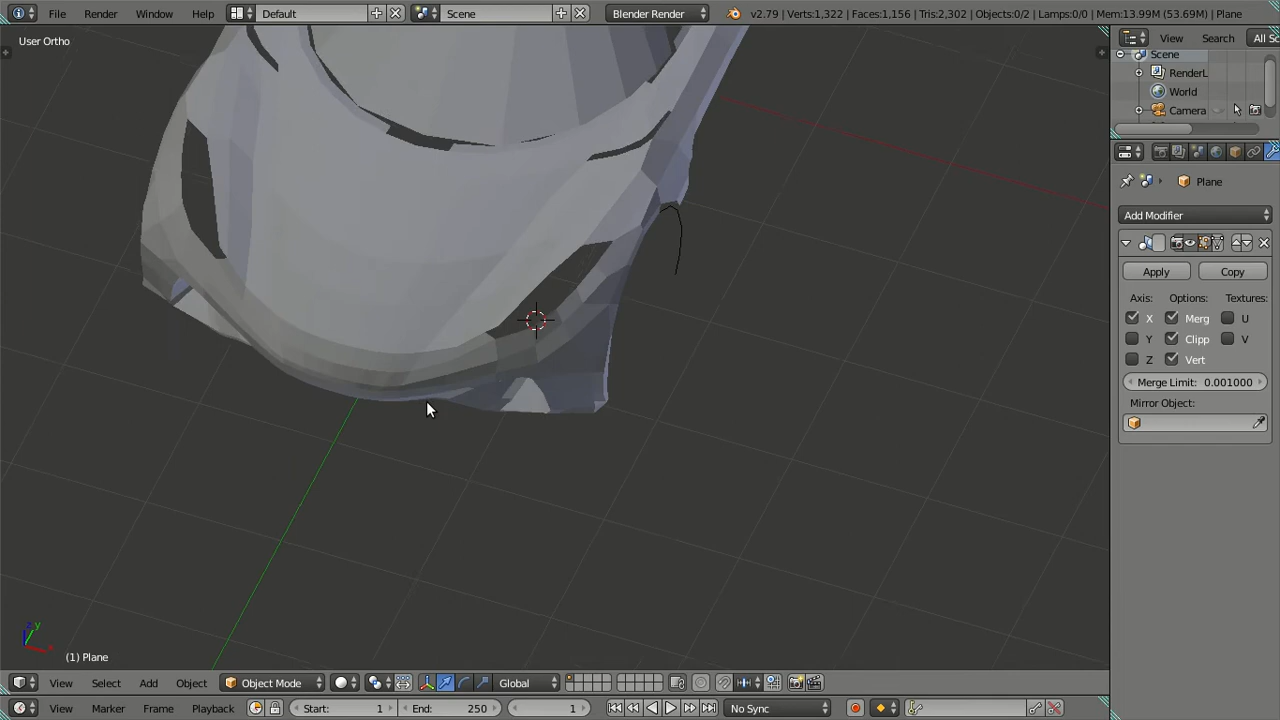 File Render Window Help Default Scene Blender Render v2.79 | Verts:1,322 | Faces:1,156 | Tris:2,302 | Objects:0/2 | Lamps:0/0 | Mem:13.99M (53.69M) | Plane
User Ortho
View Search All Sc
Scene
RenderL
World
Camera
Plane
Add Modifier
Apply Copy
Axis: Options: Textures:
X Merg U
Y Clipp V
Z Vert
Merge Limit: 0.001000
Mirror Object:
(1) Plane
View Select Add Object Object Mode Global
View Marker Frame Playback Start: 1 End: 250 1 No Sync